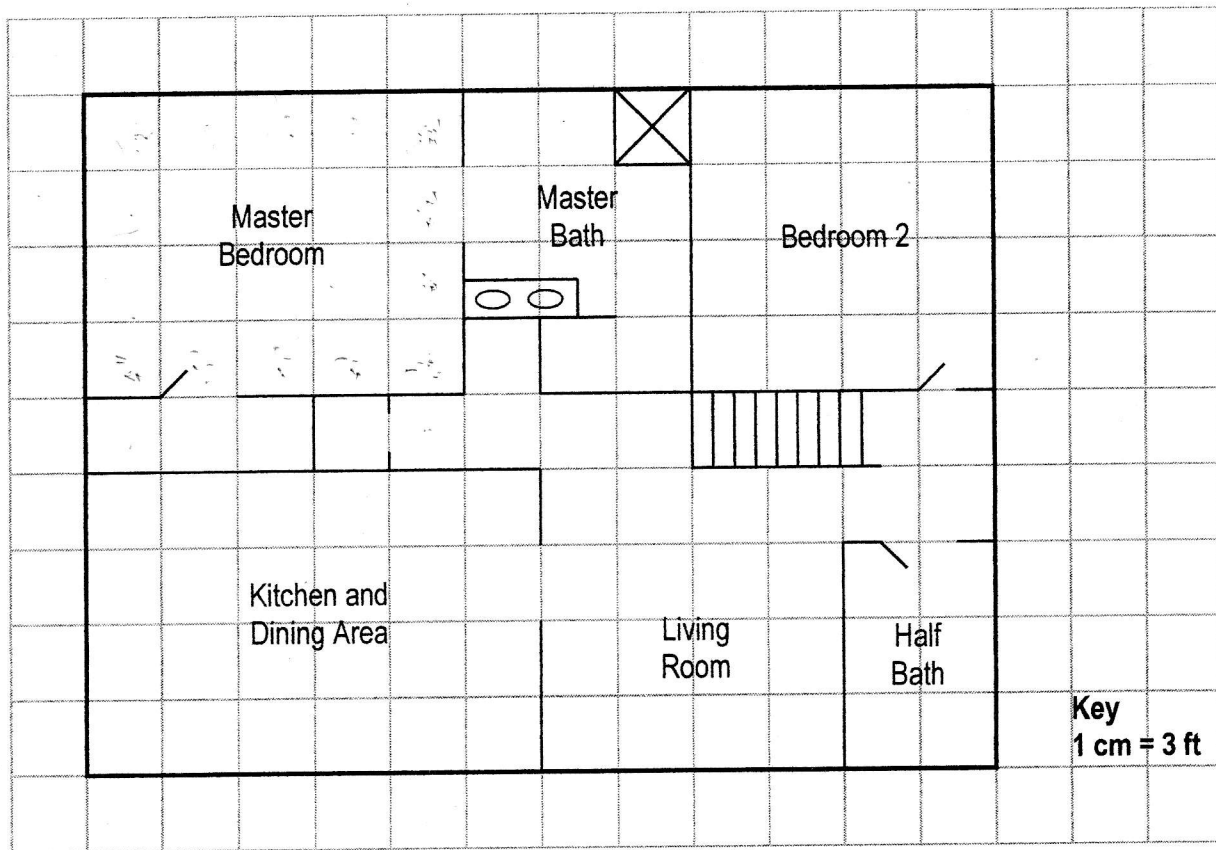 Master
Bedroom
Master
Bath
Bedroom 2
Kitchen and
Dining Area
Living
Room
Half
Bath
Key
1 cm = 3 ft